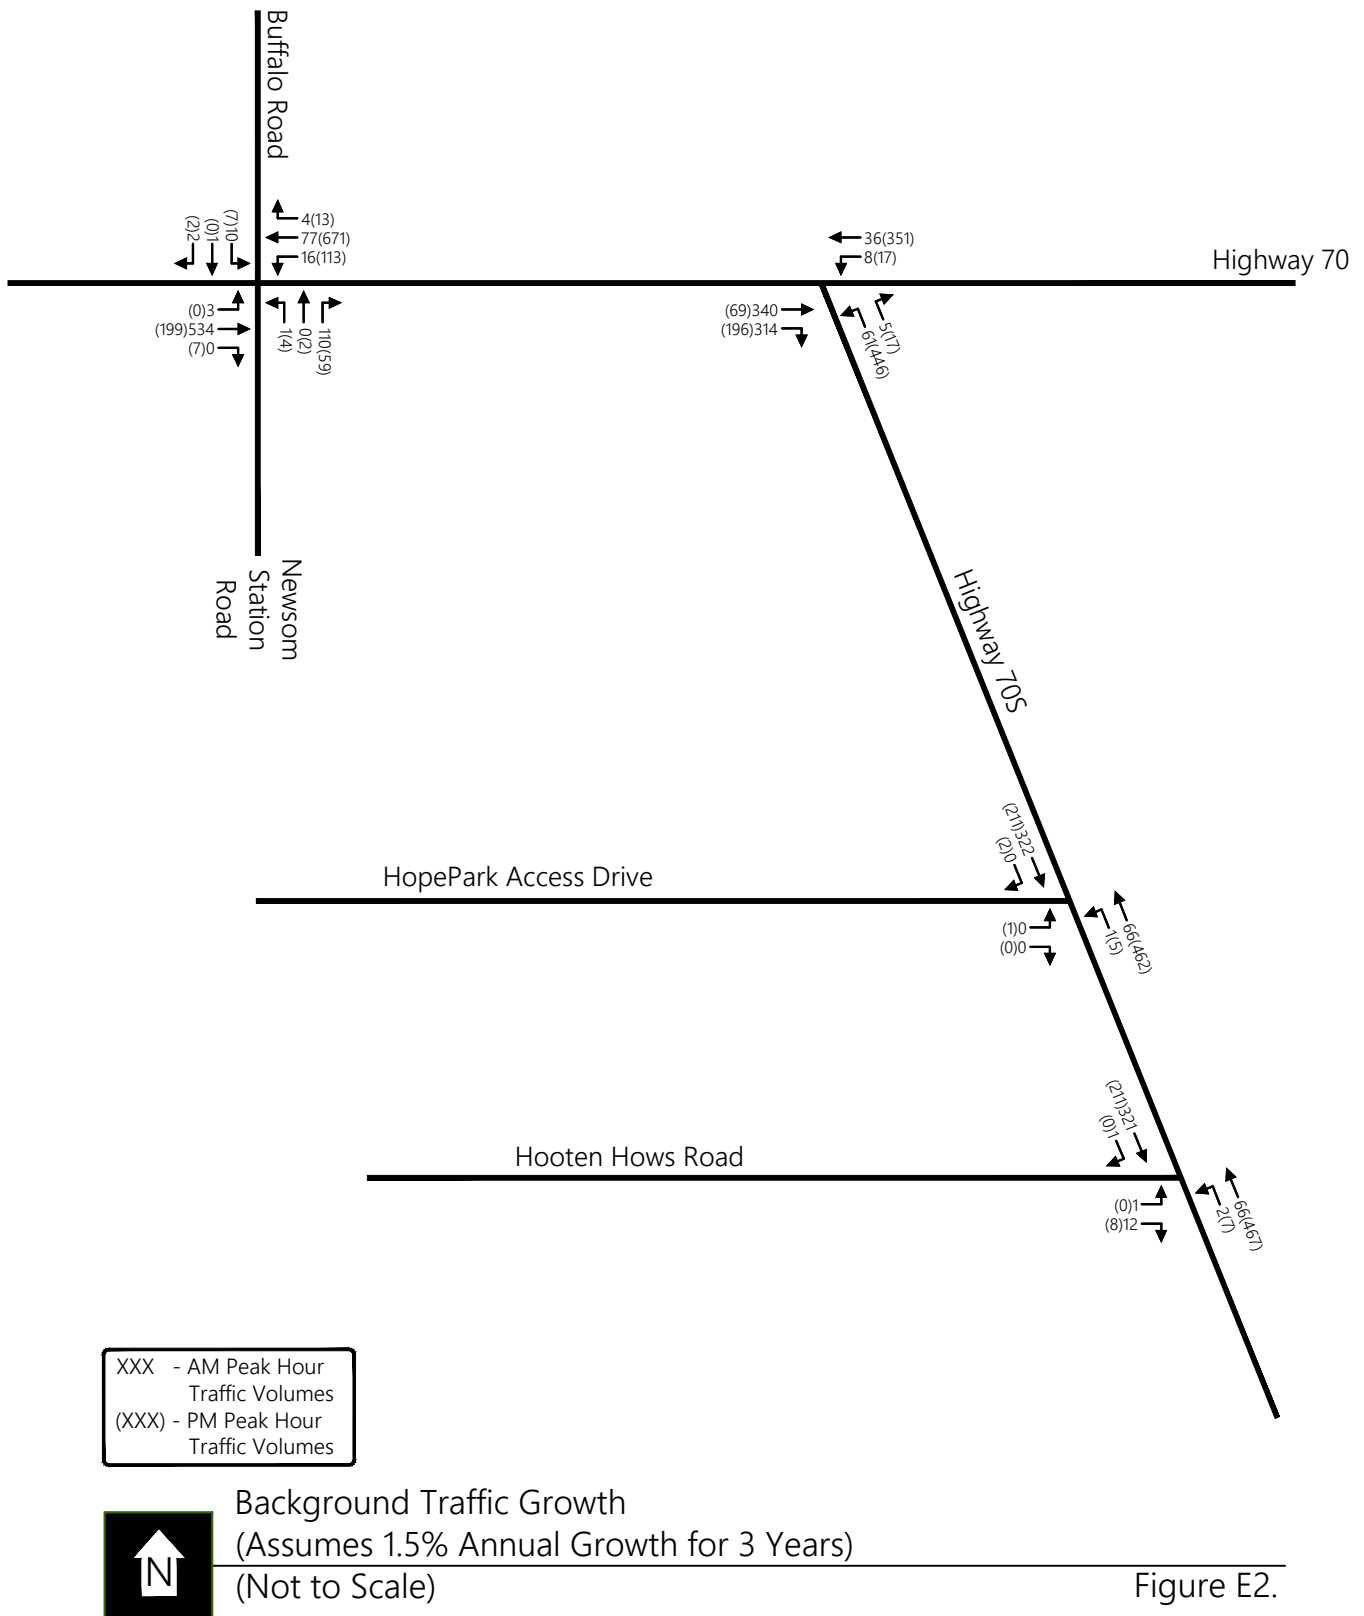 Buffalo Road
(2)2
(0)1
(7)10
4(13)
77(671)
16(113)
36(351)
8(17)
Highway 70
(0)3
(199)534
(7)0
1(4)
0(2)
110(59)
(69)340
(196)314
61(446)
5(17)
Newsom
Station
Road
Highway 70S
(211)322
(2)0
HopePark Access Drive
(1)0
(0)0
1(5)
66(462)
(211)321
(0)1
Hooten Hows Road
(0)1
(8)12
2(7)
66(467)
XXX - AM Peak Hour
Traffic Volumes
(XXX) - PM Peak Hour
Traffic Volumes
N
Background Traffic Growth
(Assumes 1.5% Annual Growth for 3 Years)
(Not to Scale)
Figure E2.